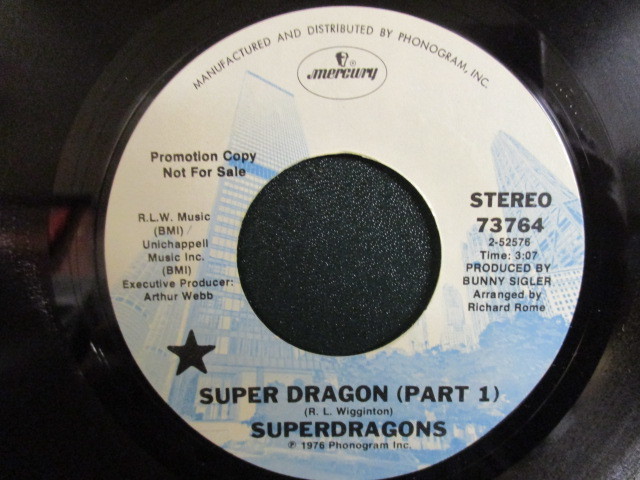 MANUFACTURED AND DISTRIBUTED BY PHONOGRAM, INC.
mercury
®
Promotion Copy
Not For Sale
R.L.W. Music
(BMI) /
Unichappell
Music Inc.
(BMI)
Executive Producer:
Arthur Webb
STEREO
73764
2-52576
Time: 3:07
PRODUCED BY
BUNNY SIGLER
Arranged by
Richard Rome
SUPER DRAGON (PART 1)
(R. L. Wigginton)
SUPERDRAGONS
℗ 1976 Phonogram Inc.